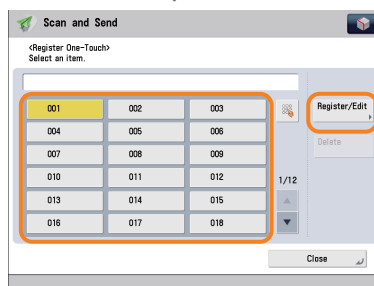 Scan and Send
<Register One-Touch>
Select an item.
001 002 003 Register/Edit
004 005 006
Delete
007 008 009
010 011 012 1/12
013 014 015
016 017 018
Close